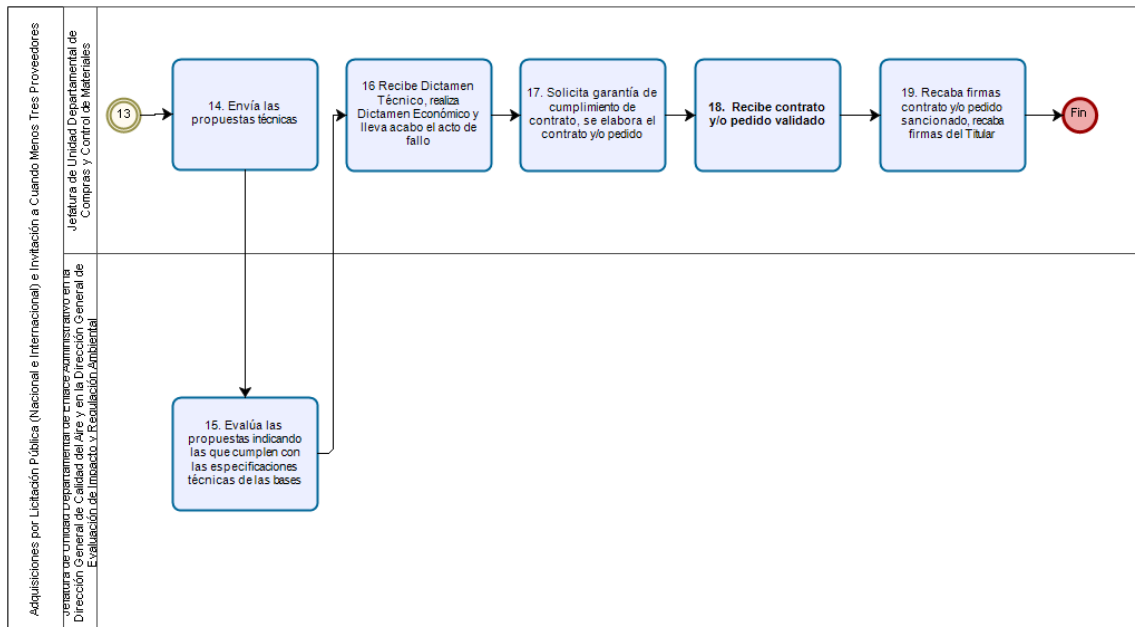 Adquisiciones por Licitación Pública (Nacional e Internacional) e Invitación a Cuando Menos Tres Proveedores
Jefatura de Unidad Departamental de
Compras y Control de Materiales
13
14. Envía las
propuestas técnicas
16 Recibe Dictamen
Técnico, realiza
Dictamen Económico y
lleva acabo el acto de
fallo
17. Solicita garantía de
cumplimiento de
contrato, se elabora el
contrato y/o pedido
18. Recibe contrato
y/o pedido validado
19. Recaba firmas
contrato y/o pedido
sancionado, recaba
firmas del Titular
Fin
Jefatura de Unidad Departamental de Enlace Administrativo en la
Dirección General de Calidad del Aire y en la Dirección General de
Evaluación de Impacto y Regulación Ambiental
15. Evalúa las
propuestas indicando
las que cumplen con
las especificaciones
técnicas de las bases